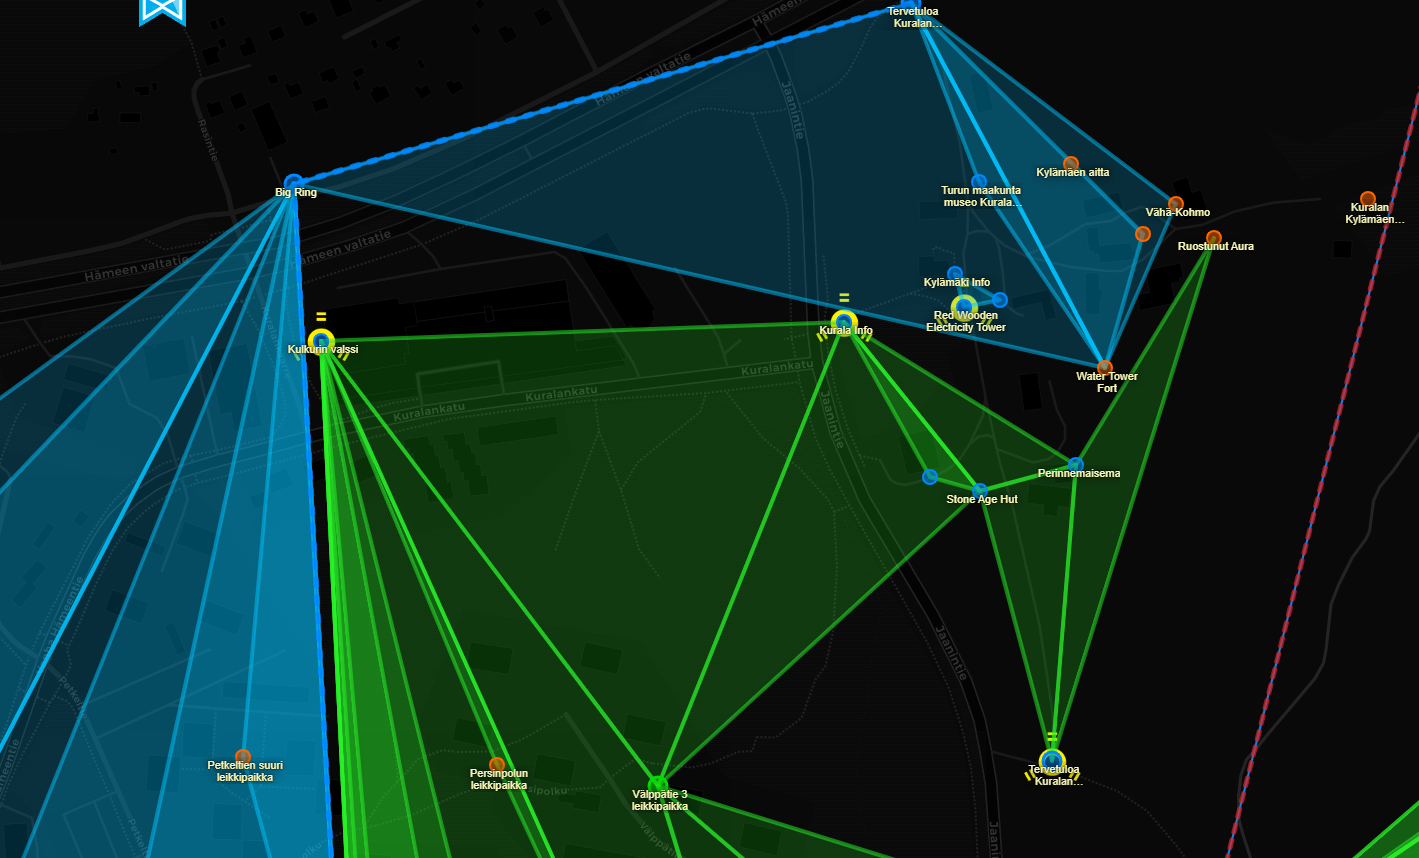 Tervetuloa
Kuralan...
Hämeen
Hämeen valtatie
Jaanintie
Rasintie
Kylämäen aitta
Big Ring
Turun maakunta
museo Kurala...
Vähä-Kohmo
Kuralan
Kylämäen...
Ruostunut Aura
Hämeen valtatie
Hämeen valtatie
Kylämäki Info
Red Wooden
Electricity Tower
Kurala Info
Kulkurin valssi
Kuralankatu
Kuralankatu
Kuralankatu
Water Tower
Fort
Jaanintie
Perinnemaisema
Stone Age Hut
Jaanintie
Petkeltien suuri
leikkipaikka
Persinpolun
leikkipaikka
Välppätie 3
leikkipaikka
Tervetuloa
Kuralan...